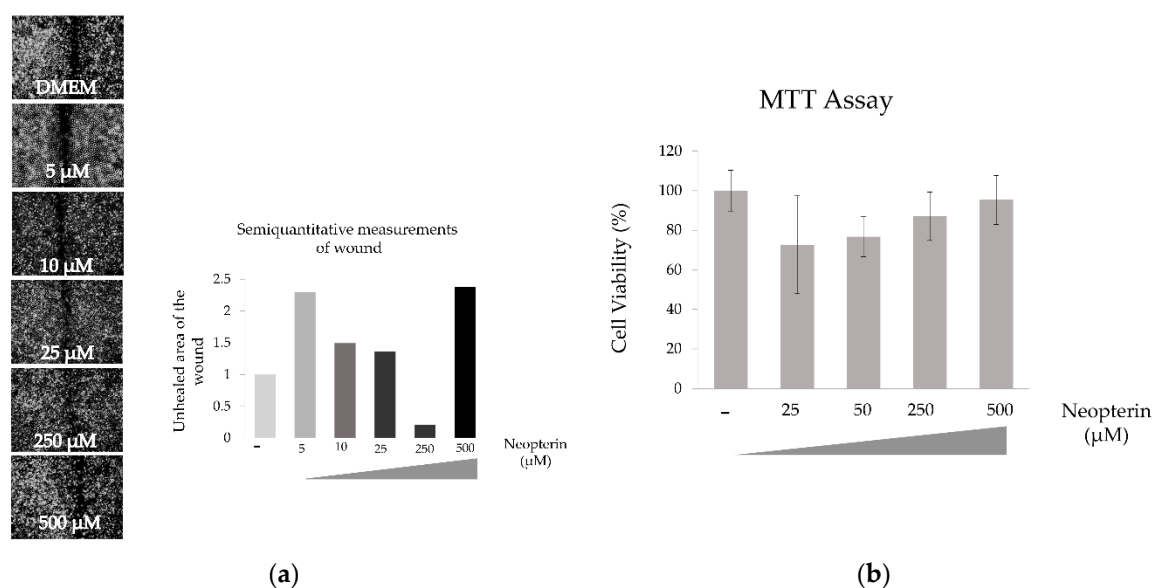 DMEM
5 μM
10 μM
25 μM
250 μM
500 μM
Semiquantitative measurements
of wound
Unhealed area of the
wound
2.5
2
1.5
1
0.5
0
– 5 10 25 250 500
Neopterin
(μM)
(a)
MTT Assay
Cell Viability (%)
120
100
80
60
40
20
0
– 25 50 250 500
Neopterin
(μM)
(b)